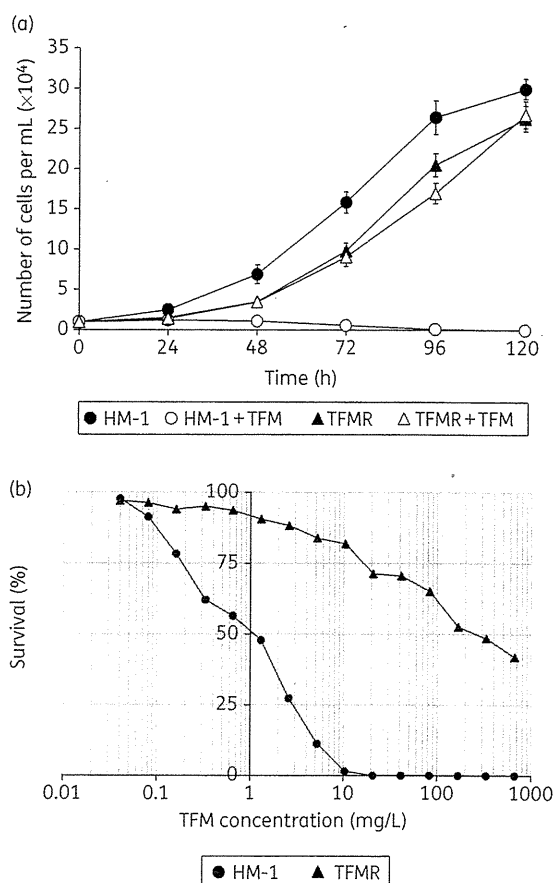 (a)
35
30
25
20
15
10
5
0
Number of cells per mL (×10⁴)
0 24 48 72 96 120
Time (h)
HM-1 HM-1+TFM TFMR TFMR+TFM
(b)
100
75
50
25
0
Survival (%)
0.01 0.1 1 10 100 1000
TFM concentration (mg/L)
HM-1 TFMR